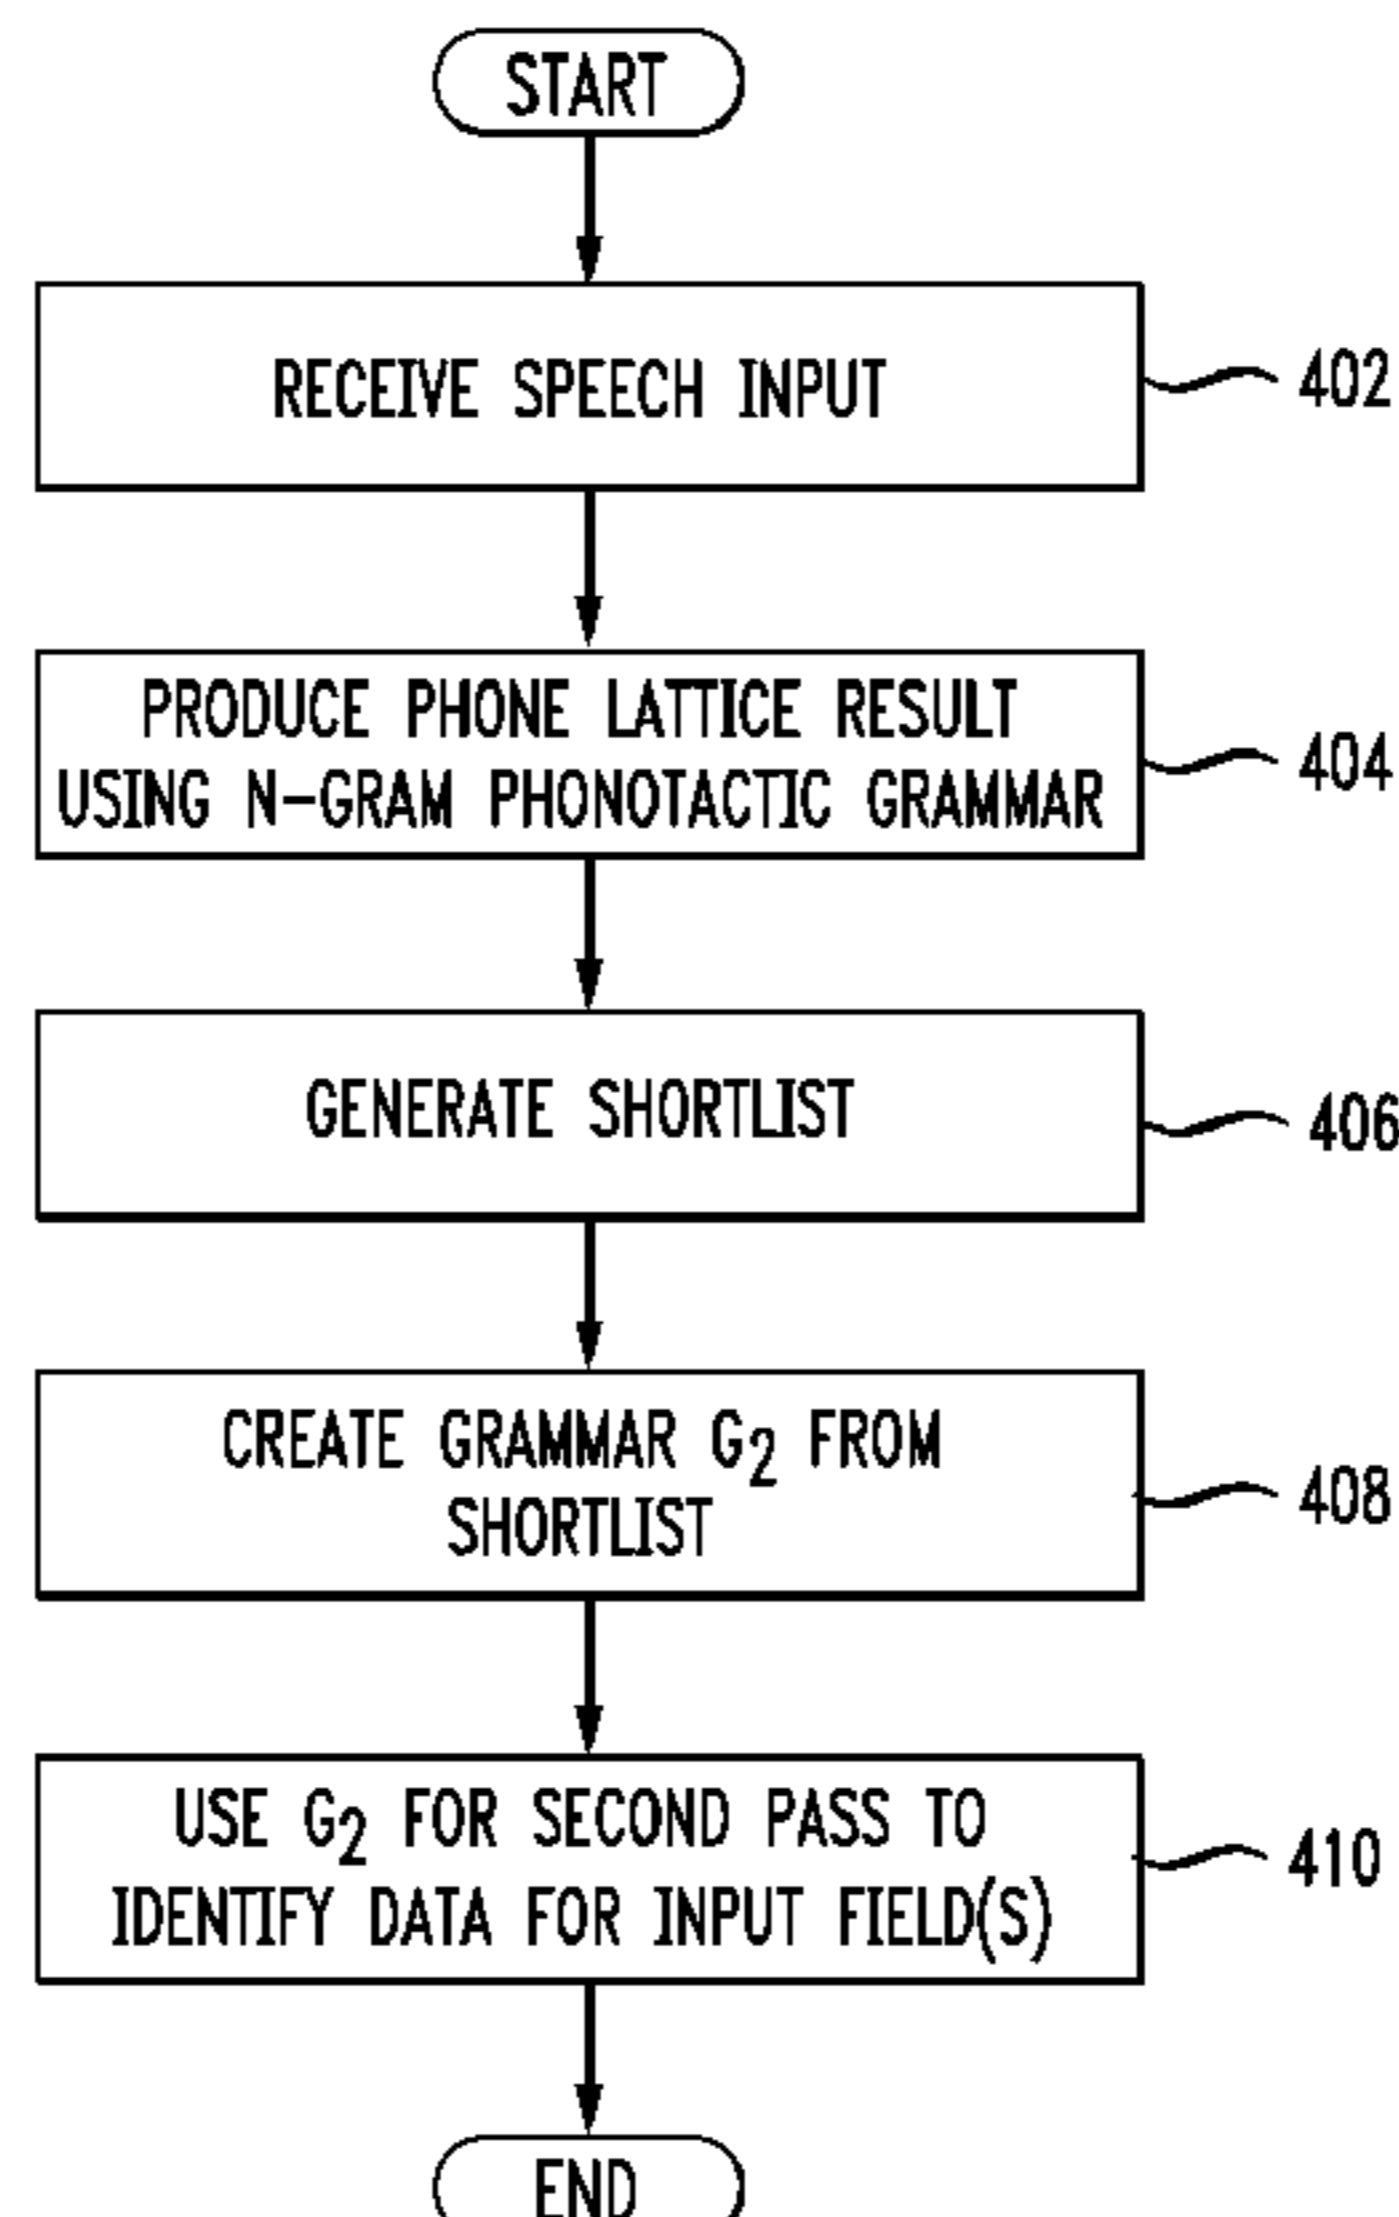 START
RECEIVE SPEECH INPUT
402
PRODUCE PHONE LATTICE RESULT
USING N-GRAM PHONOTACTIC GRAMMAR
404
GENERATE SHORTLIST
406
CREATE GRAMMAR G2 FROM
SHORTLIST
408
USE G2 FOR SECOND PASS TO
IDENTIFY DATA FOR INPUT FIELD(S)
410
END